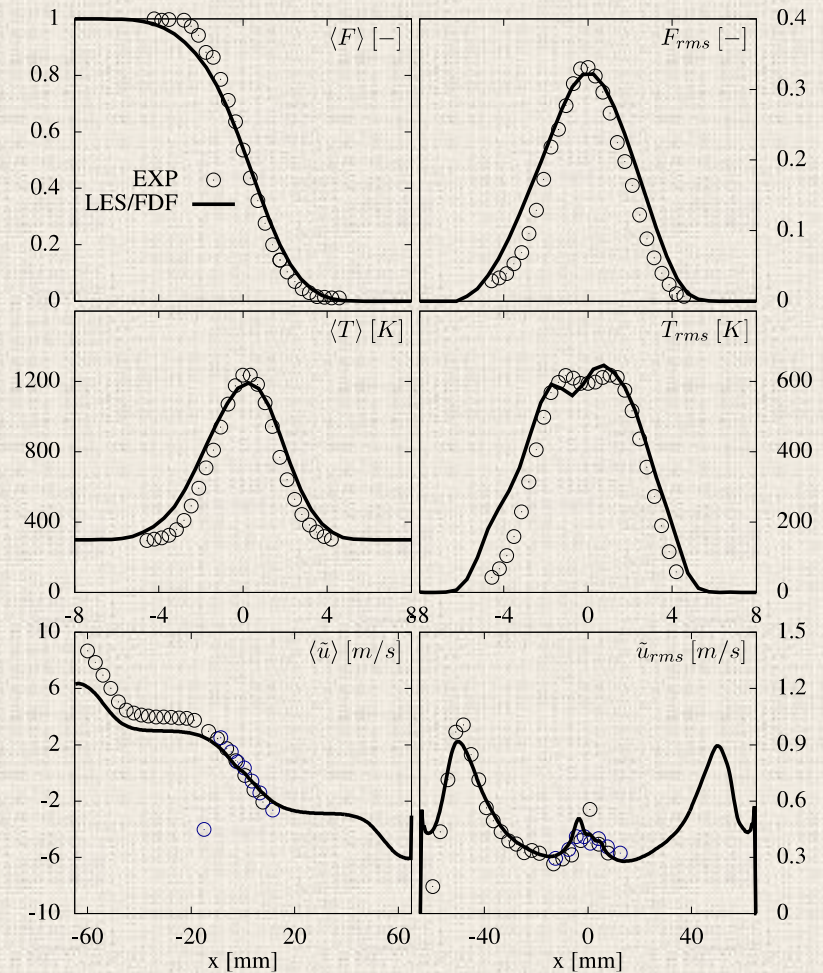 1
0.8
0.6
0.4
0.2
0
⟨F⟩ [−]
EXP
LES/FDF
F_rms [−]
0.4
0.3
0.2
0.1
0
⟨T⟩ [K]
1200
800
400
0
-8 -4 0 4 8
T_rms [K]
600
400
200
0
-8 -4 0 4 8
⟨ũ⟩ [m/s]
10
6
2
-2
-6
-10
-60 -20 20 60
x [mm]
ũ_rms [m/s]
1.5
1.2
0.9
0.6
0.3
0
-40 0 40
x [mm]